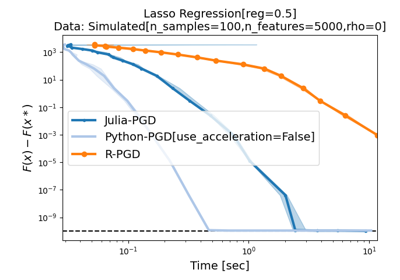 Lasso Regression[reg=0.5]
Data: Simulated[n_samples=100,n_features=5000,rho=0]
F(x) − F(x*)
10³
10¹
10⁻¹
10⁻³
10⁻⁵
10⁻⁷
10⁻⁹
Julia-PGD
Python-PGD[use_acceleration=False]
R-PGD
10⁻¹
10⁰
10¹
Time [sec]